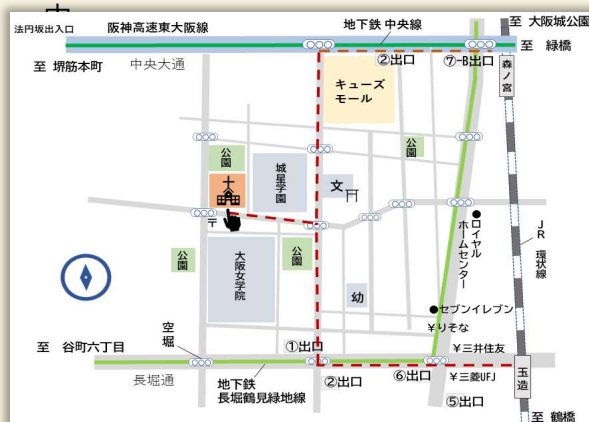 法円坂出入口
阪神高速東大阪線
地下鉄 中央線
至 大阪城公園
至 緑橋
至 堺筋本町
中央大通
②出口
⑦-B出口
森ノ宮
キューズ
モール
公園
城星学園
公園
文
〒
大阪女学院
公園
公園
幼
ロイヤル
ホームセンター
JR 環状線
セブンイレブン
¥りそな
¥三井住友
空堀
①出口
至 谷町六丁目
玉造
長堀通
地下鉄
長堀鶴見緑地線
②出口
⑥出口
¥三菱UFJ
⑤出口
至 鶴橋